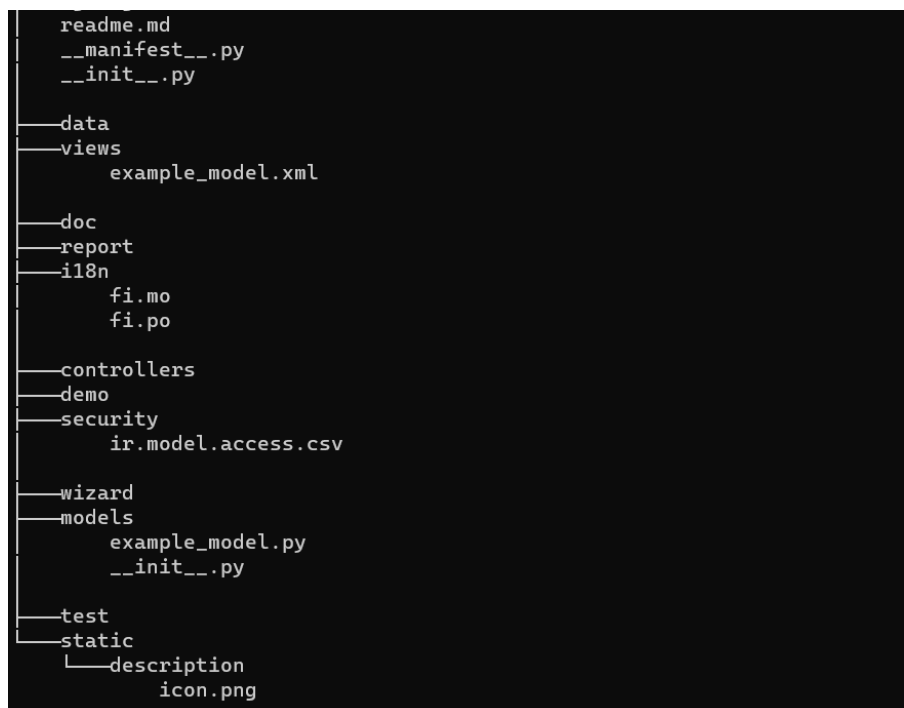 readme.md
__manifest__.py
__init__.py
data
views
example_model.xml
doc
report
i18n
fi.mo
fi.po
controllers
demo
security
ir.model.access.csv
wizard
models
example_model.py
__init__.py
test
static
description
icon.png